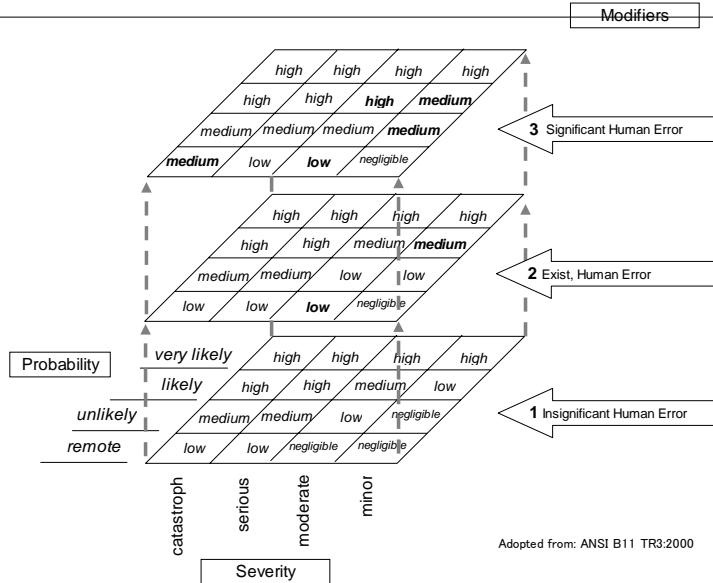 Modifiers
high high high high
high high high medium
medium medium medium medium
3 Significant Human Error
medium low low negligible
high high high high
high high medium medium
medium medium low low
2 Exist, Human Error
low low low negligible
Probability
very likely high high high high
likely high high medium low
unlikely medium medium low negligible
1 Insignificant Human Error
remote low low negligible negligible
catastroph
serious
moderate
minor
Adopted from: ANSI B11 TR3:2000
Severity